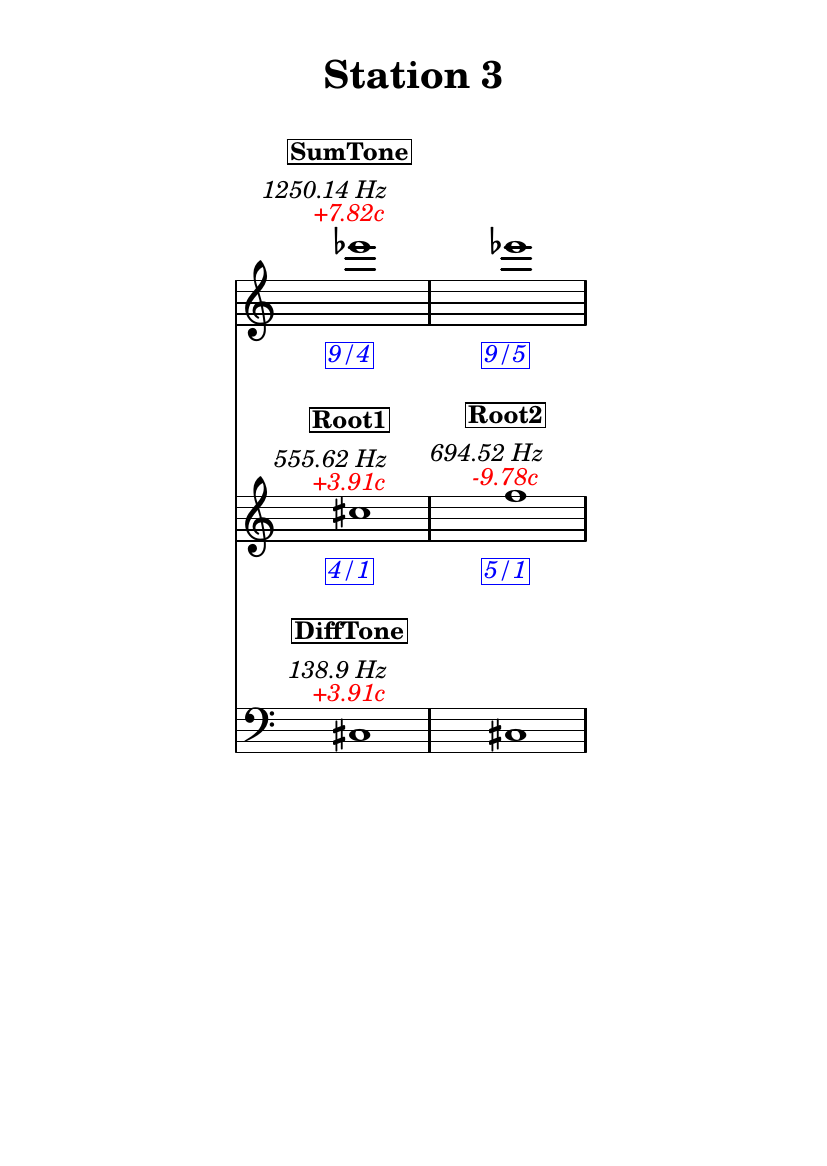 Station 3
SumTone
1250.14 Hz
+7.82c
9/4 9/5
Root1 Root2
555.62 Hz 694.52 Hz
+3.91c -9.78c
4/1 5/1
DiffTone
138.9 Hz
+3.91c